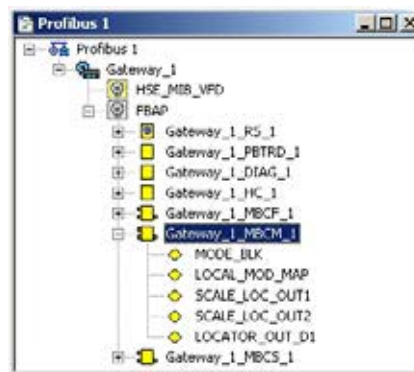 Profibus 1
Profibus 1
Gateway_1
HSE_MIB_VFD
FBAP
Gateway_1_RS_1
Gateway_1_PBTRD_1
Gateway_1_DIAG_1
Gateway_1_HC_1
Gateway_1_MBCF_1
Gateway_1_MBCM_1
MODE_BLK
LOCAL_MOD_MAP
SCALE_LOC_OUT1
SCALE_LOC_OUT2
LOCATOR_OUT_D1
Gateway_1_MBCS_1